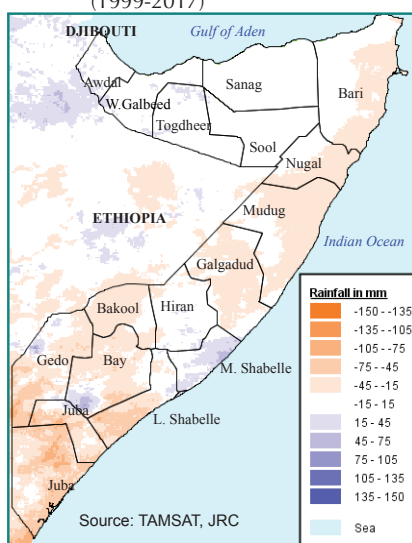 (1999-2017)
DJIBOUTI
Gulf of Aden
Awdal
Sanag
Bari
W.Galbeed
Togdheer
Sool
Nugal
ETHIOPIA
Mudug
Indian Ocean
Galgadud
Bakool
Hiran
Gedo
Bay
M. Shabelle
Juba
L. Shabelle
Juba
Source: TAMSAT, JRC
Rainfall in mm
-150 - -135
-135 - -105
-105 - -75
-75 - -45
-45 - -15
-15 - 15
15 - 45
45 - 75
75 - 105
105 - 135
135 - 150
Sea